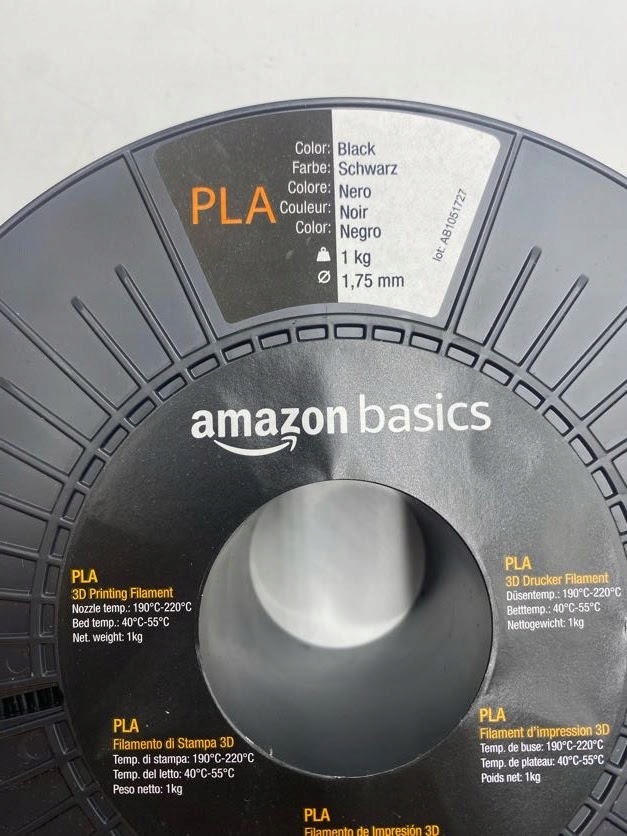 PLA
Color: Black
Farbe: Schwarz
Colore: Nero
Couleur: Noir
Color: Negro
1 kg
Ø 1,75 mm
lot: AB1051727
amazon basics
PLA
3D Printing Filament
Nozzle temp.: 190°C-220°C
Bed temp.: 40°C-55°C
Net. weight: 1kg
PLA
3D Drucker Filament
Düsentemp.: 190°C-220°C
Betttemp.: 40°C-55°C
Nettogewicht: 1kg
PLA
Filamento di Stampa 3D
Temp. di stampa: 190°C-220°C
Temp. del letto: 40°C-55°C
Peso netto: 1kg
PLA
Filament d'impression 3D
Temp. de buse: 190°C-220°C
Temp. de plateau: 40°C-55°C
Poids net: 1kg
PLA
Filamento de Impresión 3D